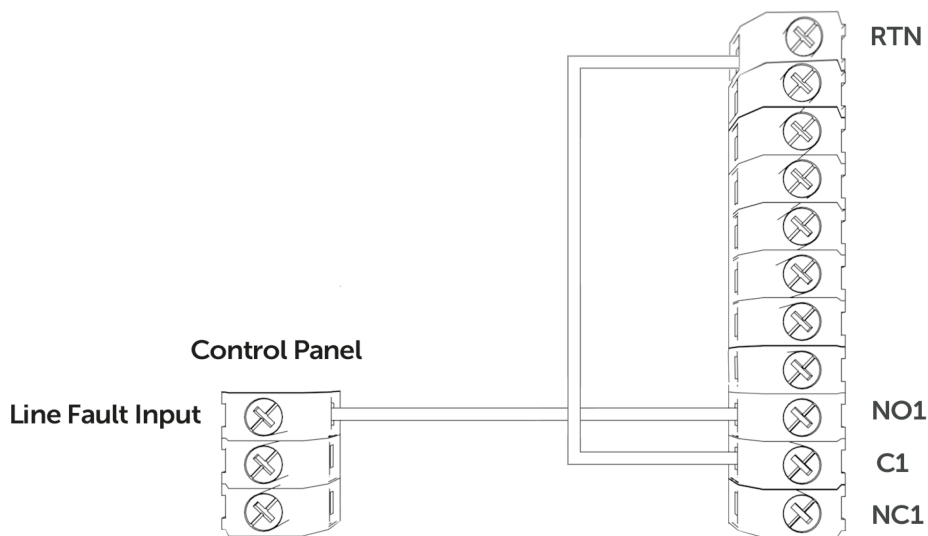 RTN
Control Panel
Line Fault Input
NO1
C1
NC1